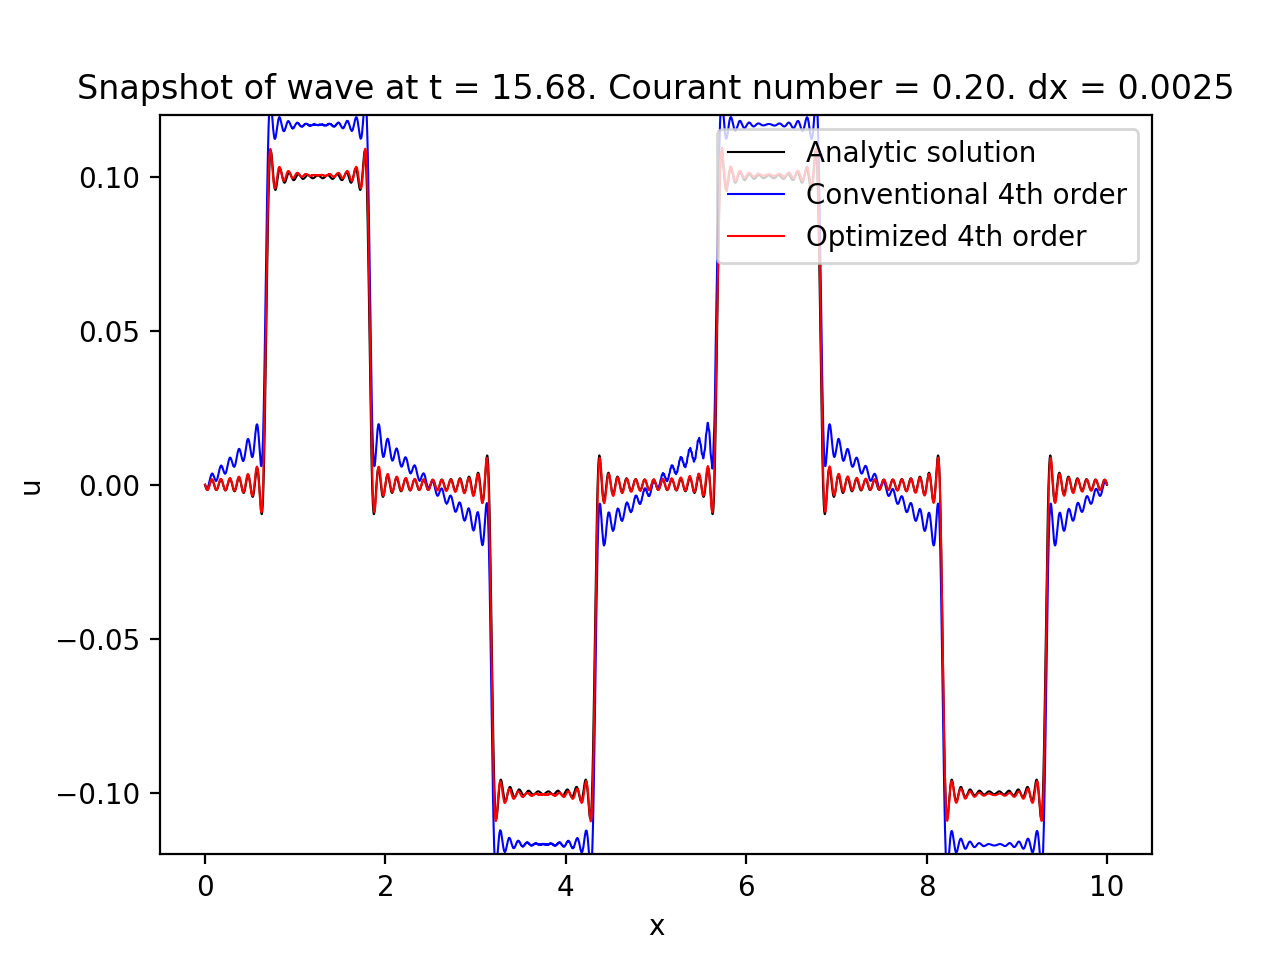 Snapshot of wave at t = 15.68. Courant number = 0.20. dx = 0.0025
Analytic solution
Conventional 4th order
Optimized 4th order
0.10
0.05
0.00
−0.05
−0.10
u
0 2 4 6 8 10
x